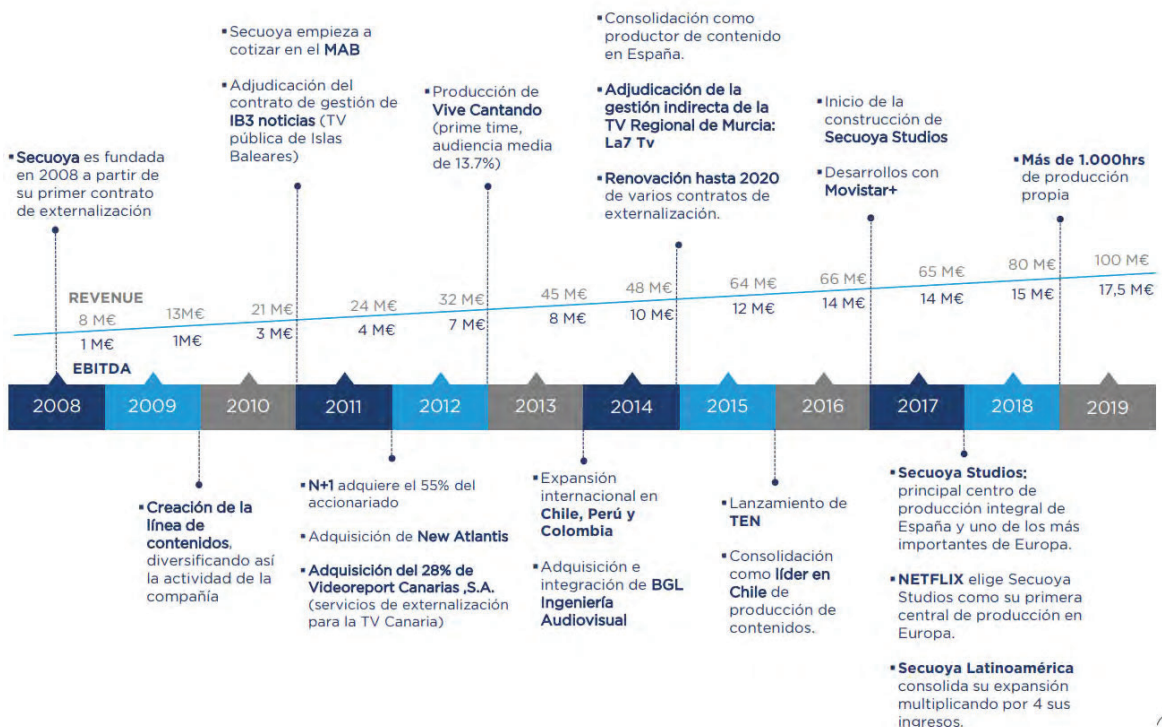 ▪ Secuoya es fundada
en 2008 a partir de
su primer contrato
de externalización
▪ Secuoya empieza a
cotizar en el MAB
▪ Adjudicación del
contrato de gestión de
IB3 noticias (TV
pública de Islas
Baleares)
▪ Producción de
Vive Cantando
(prime time,
audiencia media
de 13.7%)
▪ Consolidación como
productor de contenido
en España.
▪ Adjudicación de la
gestión indirecta de la
TV Regional de Murcia:
La7 Tv
▪ Renovación hasta 2020
de varios contratos de
externalización.
▪ Inicio de la
construcción de
Secuoya Studios
▪ Desarrollos con
Movistar+
▪ Más de 1.000hrs
de producción
propia
REVENUE
8 M€ 13M€ 21 M€ 24 M€ 32 M€ 45 M€ 48 M€ 64 M€ 66 M€ 65 M€ 80 M€ 100 M€
1 M€ 1M€ 3 M€ 4 M€ 7 M€ 8 M€ 10 M€ 12 M€ 14 M€ 14 M€ 15 M€ 17,5 M€
EBITDA
2008 2009 2010 2011 2012 2013 2014 2015 2016 2017 2018 2019
▪ Creación de la
línea de
contenidos,
diversificando así
la actividad de la
compañía
▪ N+1 adquiere el 55% del
accionariado
▪ Adquisición de New Atlantis
▪ Adquisición del 28% de
Videoreport Canarias ,S.A.
(servicios de externalización
para la TV Canaria)
▪ Expansión
internacional en
Chile, Perú y
Colombia
▪ Adquisición e
integración de BGL
Ingeniería
Audiovisual
▪ Lanzamiento de
TEN
▪ Consolidación
como líder en
Chile de
producción de
contenidos.
▪ Secuoya Studios:
principal centro de
producción integral de
España y uno de los más
importantes de Europa.
▪ NETFLIX elige Secuoya
Studios como su primera
central de producción en
Europa.
▪ Secuoya Latinoamérica
consolida su expansión
multiplicando por 4 sus
ingresos.